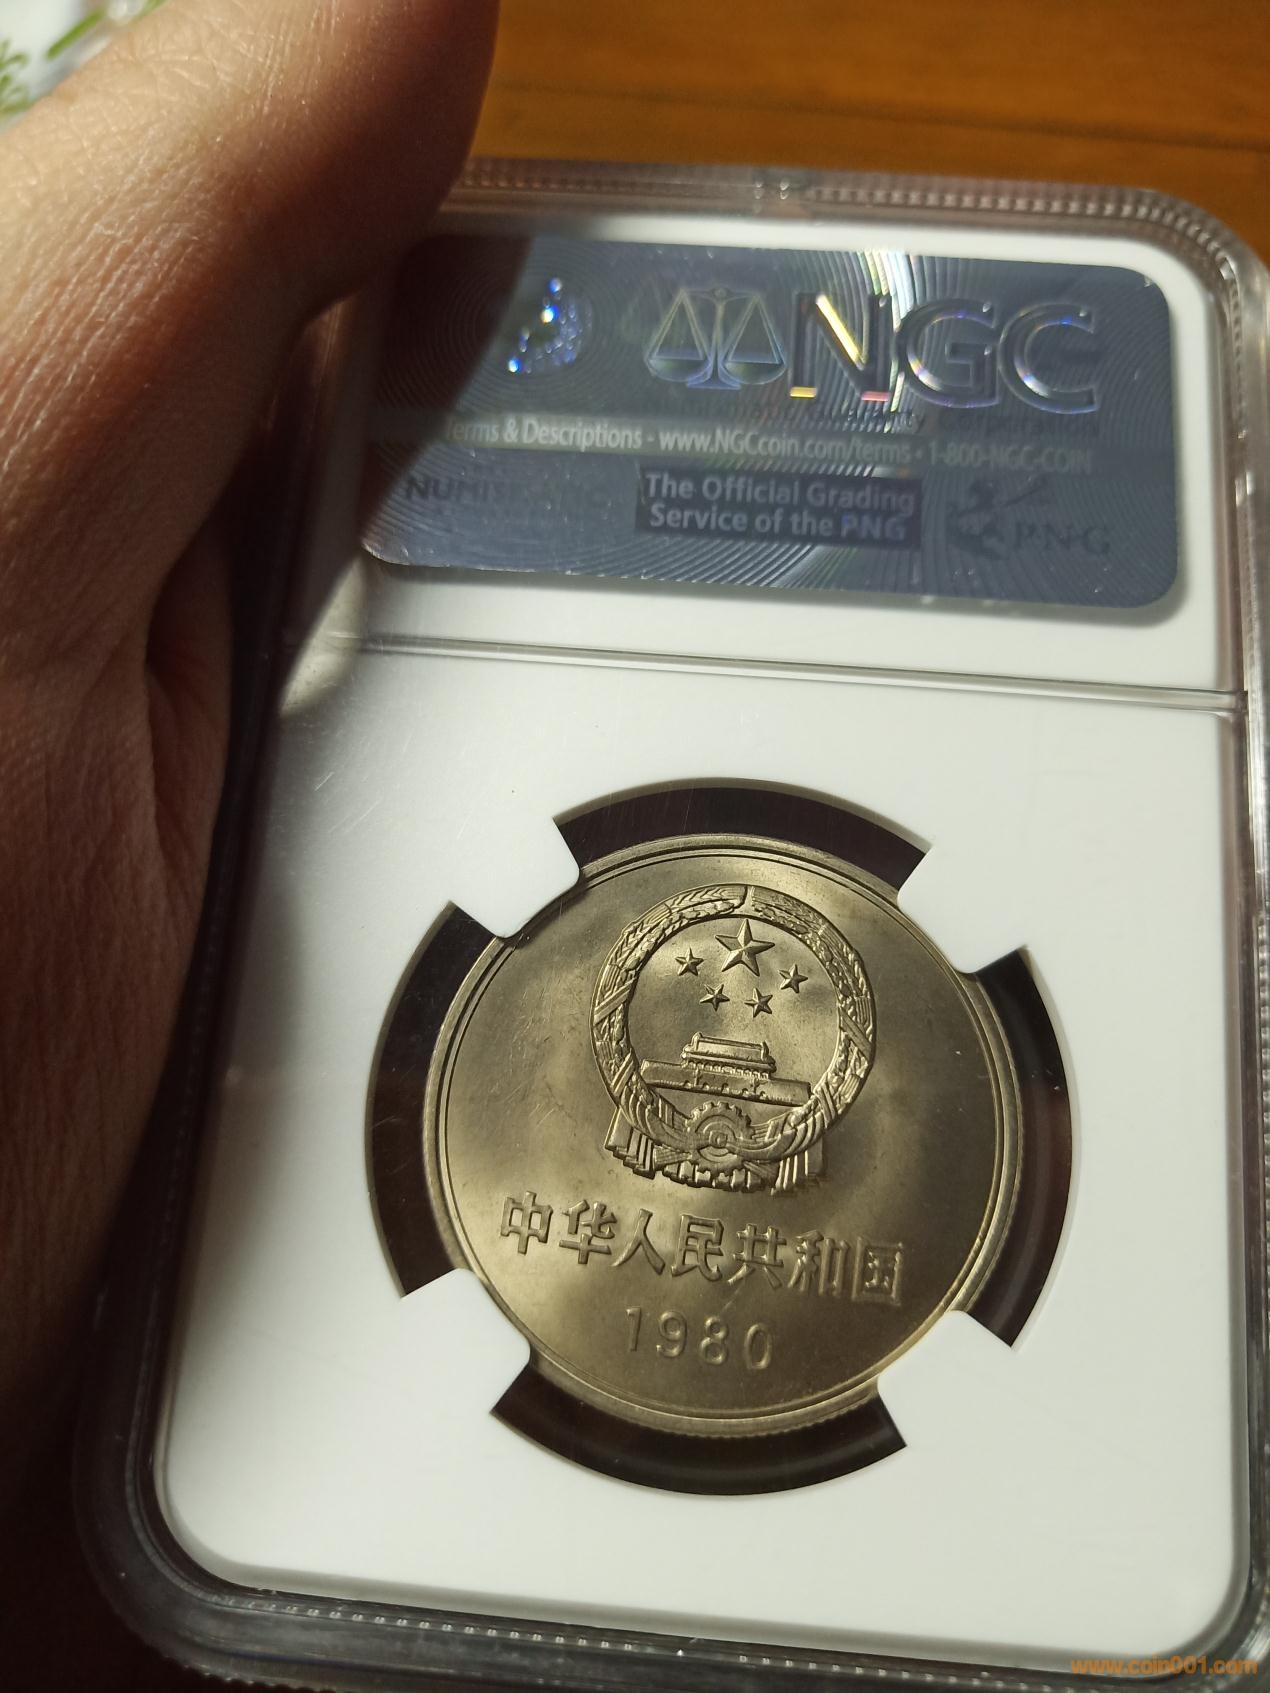 NGC
Corporation
Terms & Descriptions - www.NGCcoin.com/terms • 1-800-NGC-COIN
The Official Grading
Service of the PNG
PNG
中华人民共和国
1980
www.coin001.com